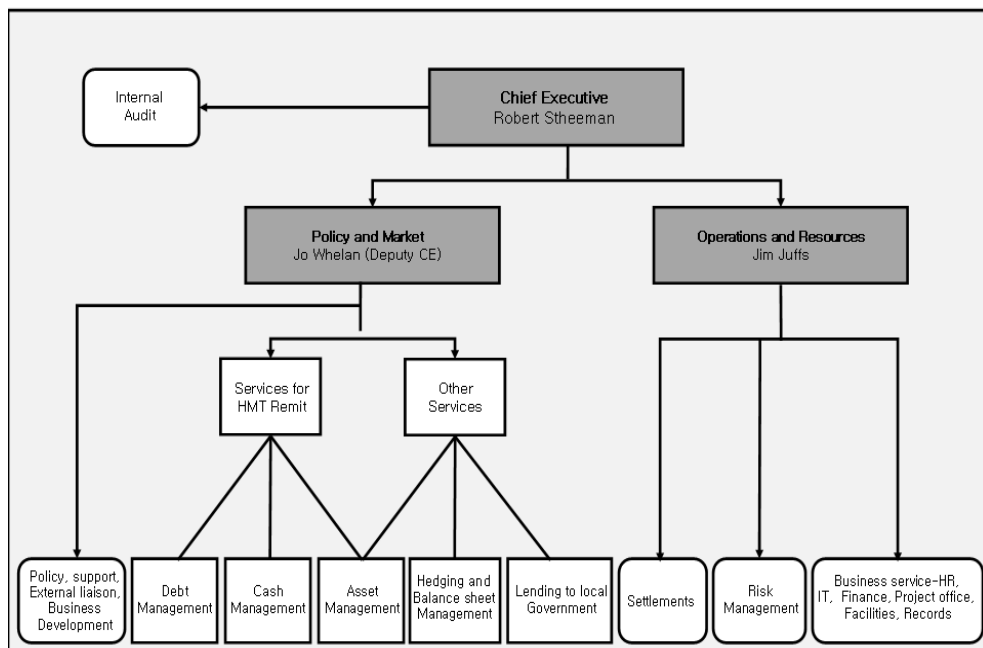 Internal
Audit
Chief Executive
Robert Stheeman
Policy and Market
Jo Whelan (Deputy CE)
Operations and Resources
Jim Juffs
Services for
HMT Remit
Other
Services
Policy, support,
External liaison,
Business
Development
Debt
Management
Cash
Management
Asset
Management
Hedging and
Balance sheet
Management
Lending to local
Government
Settlements
Risk
Management
Business service-HR,
IT, Finance, Project office,
Facilities, Records